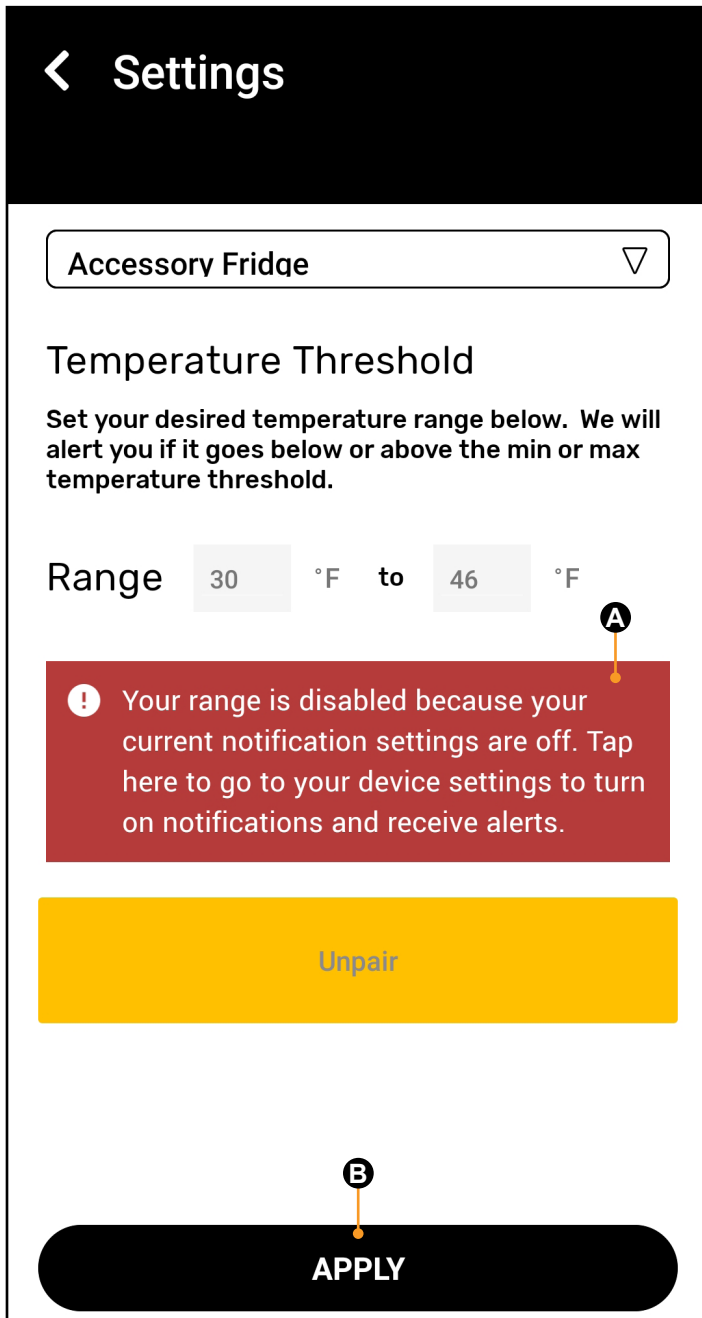 Settings
Accessory Fridge
Temperature Threshold
Set your desired temperature range below.  We will
alert you if it goes below or above the min or max
temperature threshold.
Range 30 °F to 46 °F
A
! Your range is disabled because your
current notification settings are off. Tap
here to go to your device settings to turn
on notifications and receive alerts.
Unpair
B
APPLY